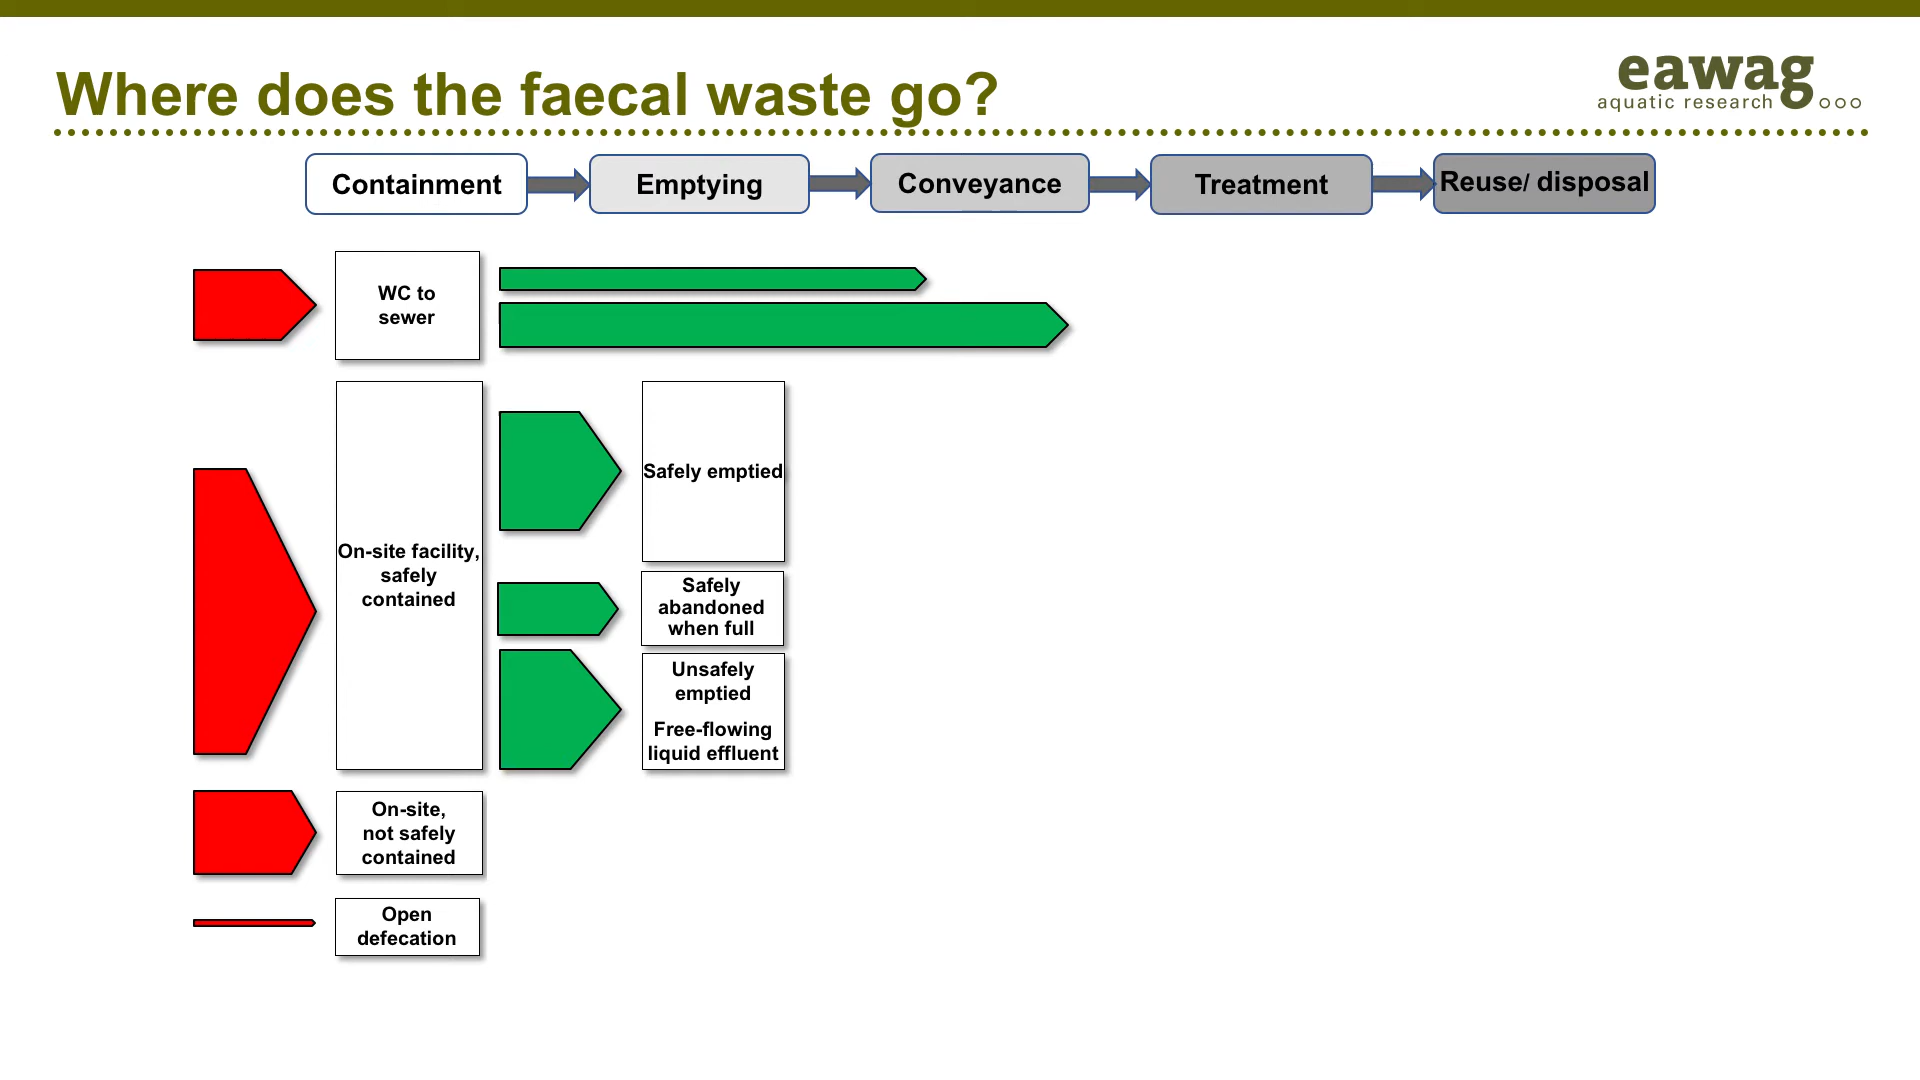 Where does the faecal waste go?
eawag
aquatic research
Containment
Emptying
Conveyance
Treatment
Reuse/ disposal
WC to
sewer
On-site facility,
safely
contained
Safely emptied
Safely
abandoned
when full
Unsafely
emptied
Free-flowing
liquid effluent
On-site,
not safely
contained
Open
defecation